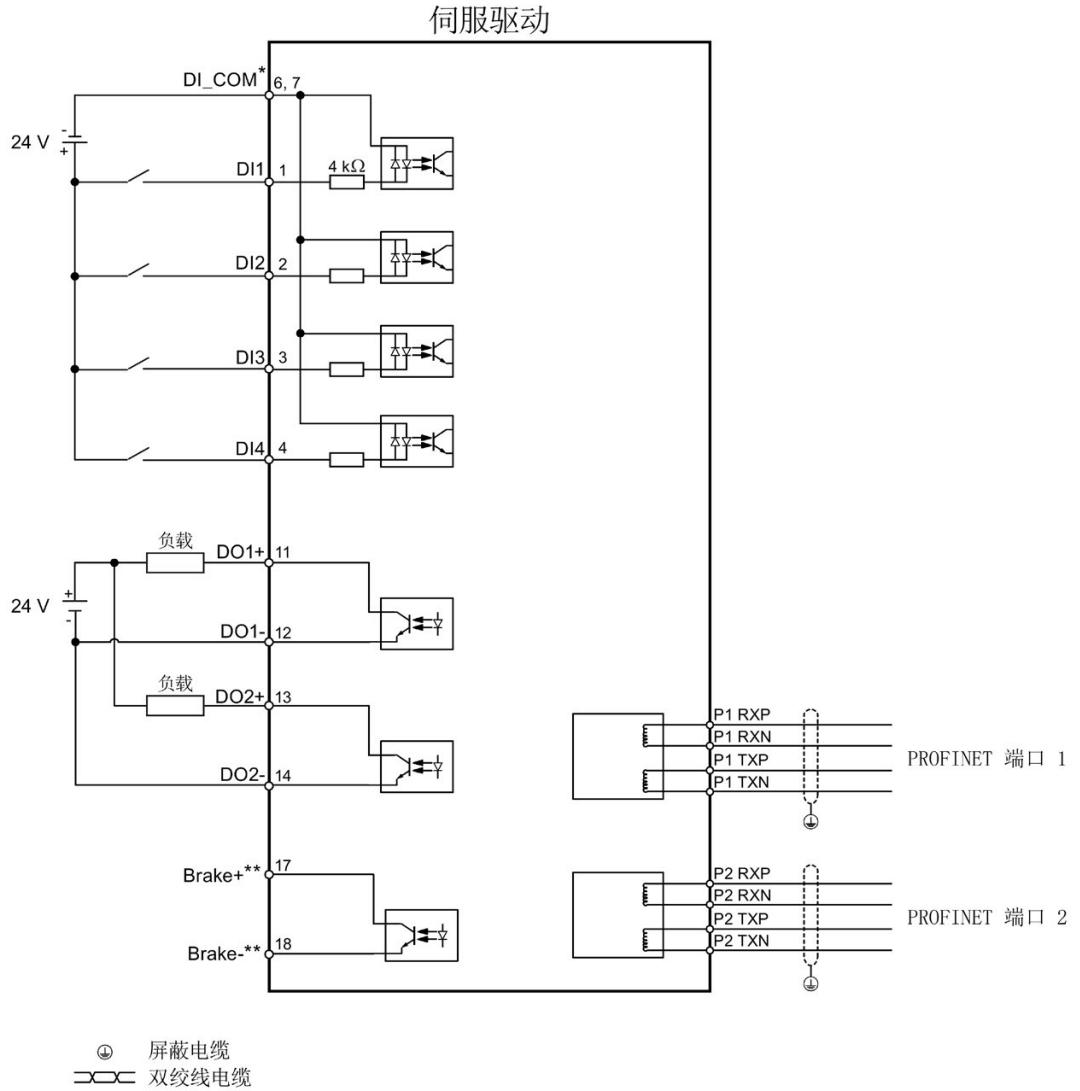 伺服驱动
DI_COM* 6, 7
24 V
-
+
DI1 1 4 kΩ
DI2 2
DI3 3
DI4 4
负载
DO1+ 11
24 V
+
-
DO1- 12
负载
DO2+ 13
DO2- 14
P1 RXP
P1 RXN
P1 TXP
P1 TXN
PROFINET 端口 1
Brake+** 17
Brake-** 18
P2 RXP
P2 RXN
P2 TXP
P2 TXN
PROFINET 端口 2
屏蔽电缆
双绞线电缆